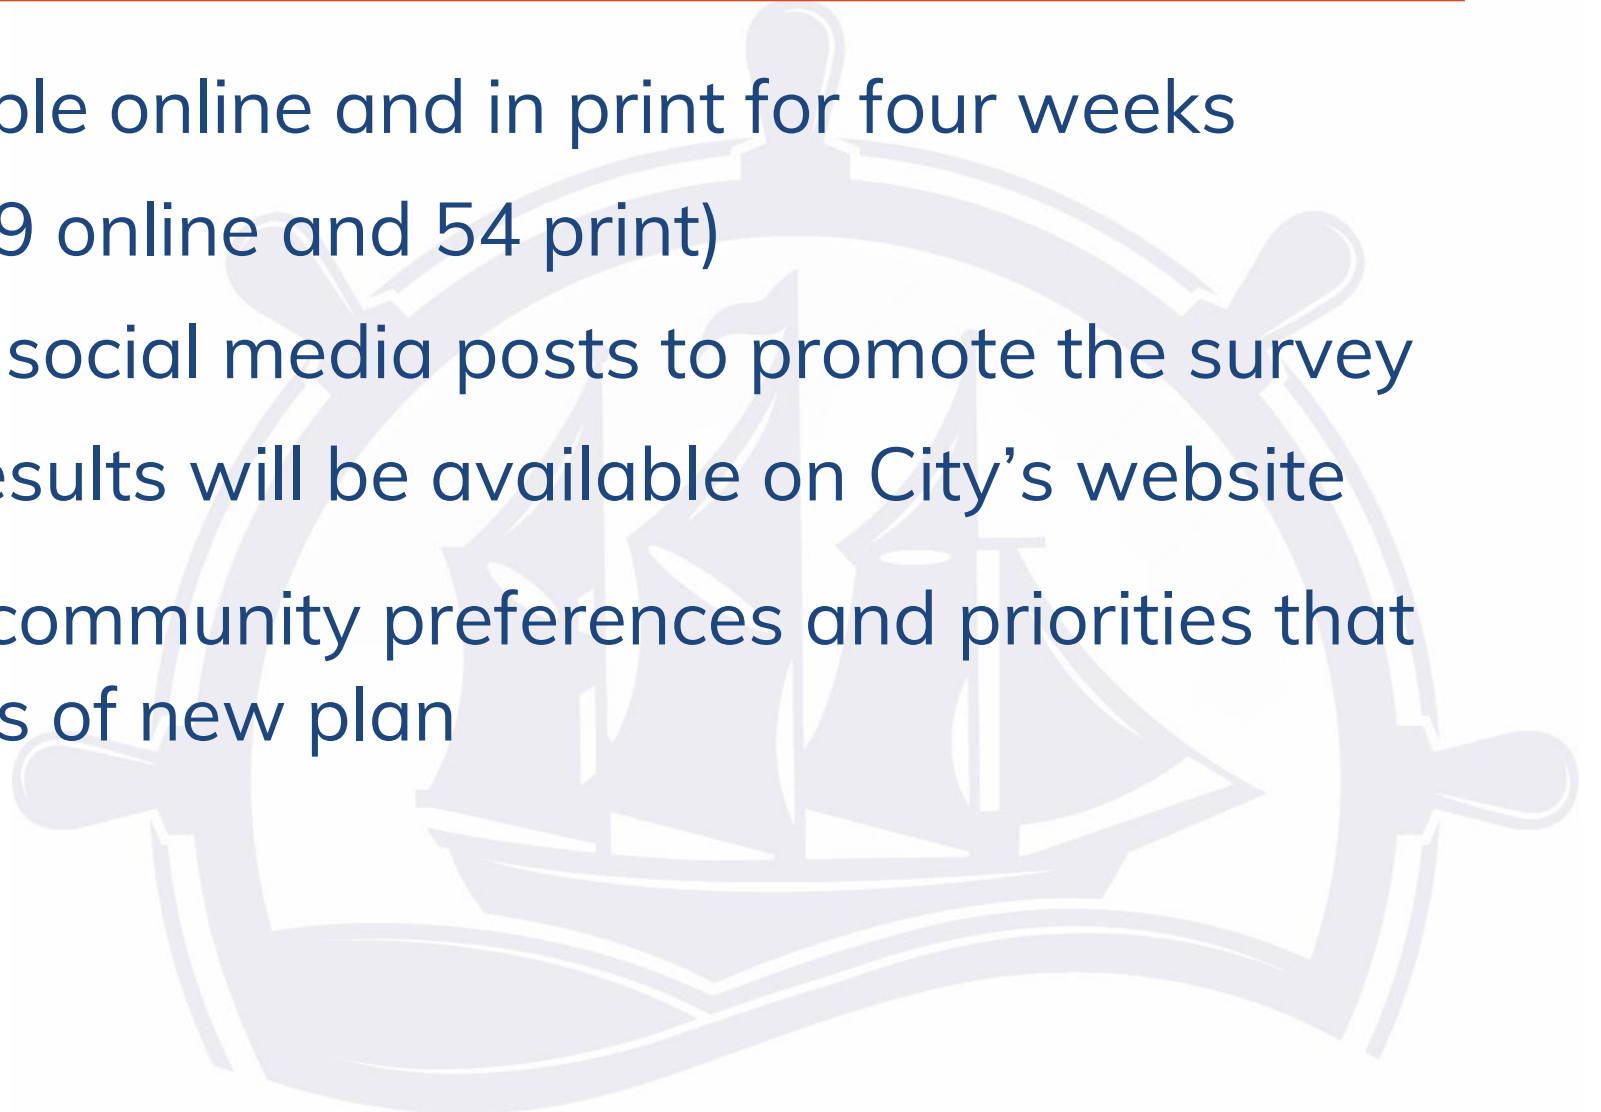 ble online and in print for four weeks
9 online and 54 print)
social media posts to promote the survey
esults will be available on City’s website
community preferences and priorities that
s of new plan